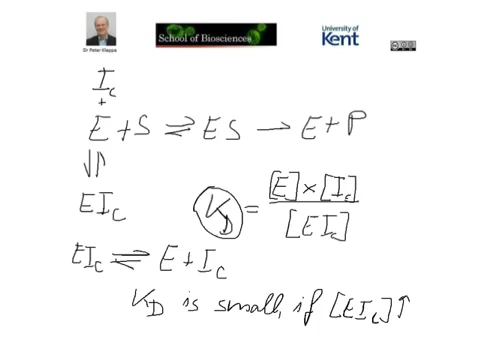 Dr Peter Klappa
School of Biosciences
University of
Kent
cc
I_C
+
E + S ⇌ ES → E + P
↓↑
EI_C
K_D = [E] × [I_C] / [EI_C]
EI_C ⇌ E + I_C
K_D is small, if [EI_C] ↑